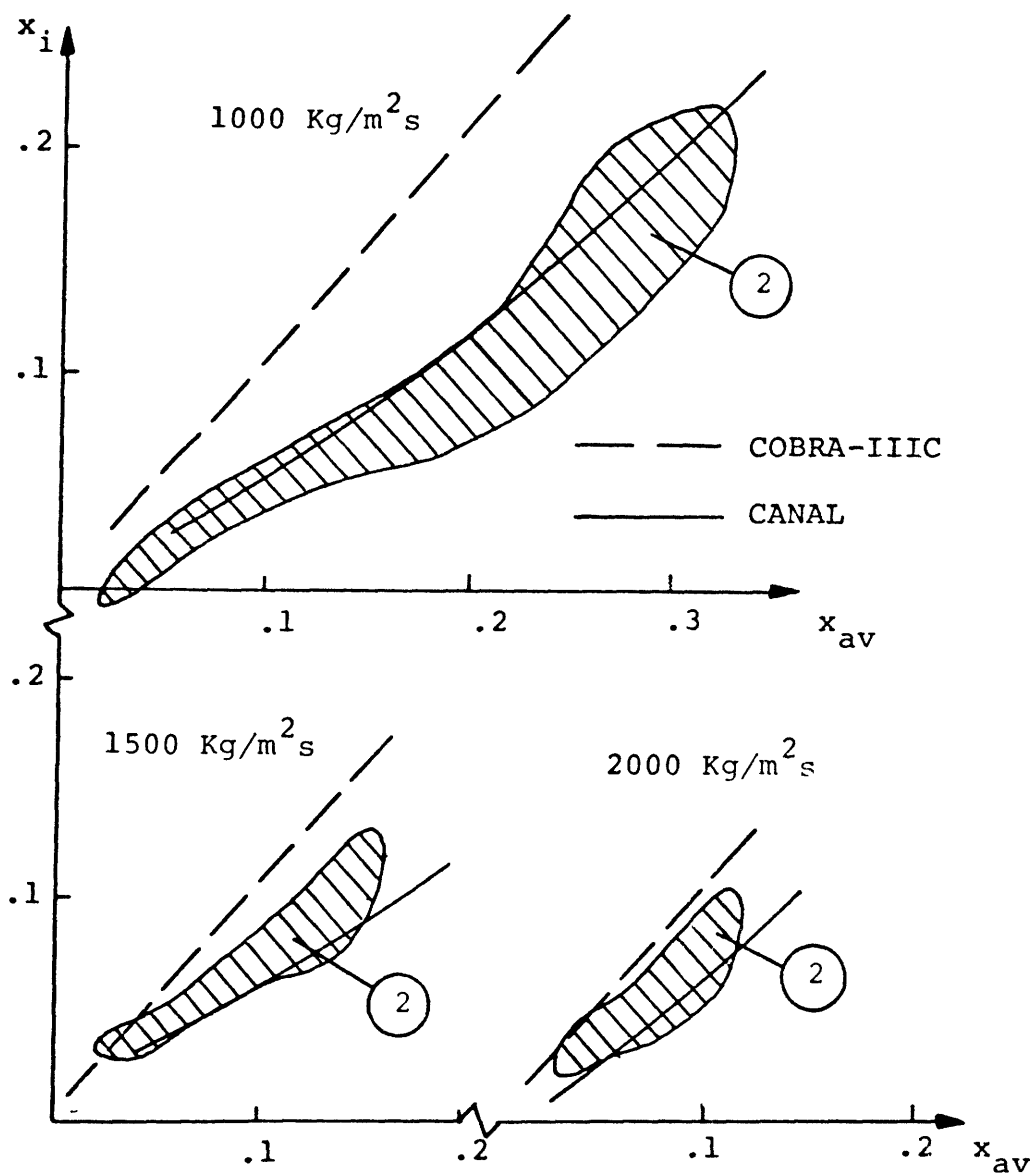 x_i
1000 Kg/m²s
.2
2
.1
COBRA-IIIC
CANAL
.1 .2 .3
x_av
.2
1500 Kg/m²s
2000 Kg/m²s
.1
2
2
.1 .2 .1 .2 x_av